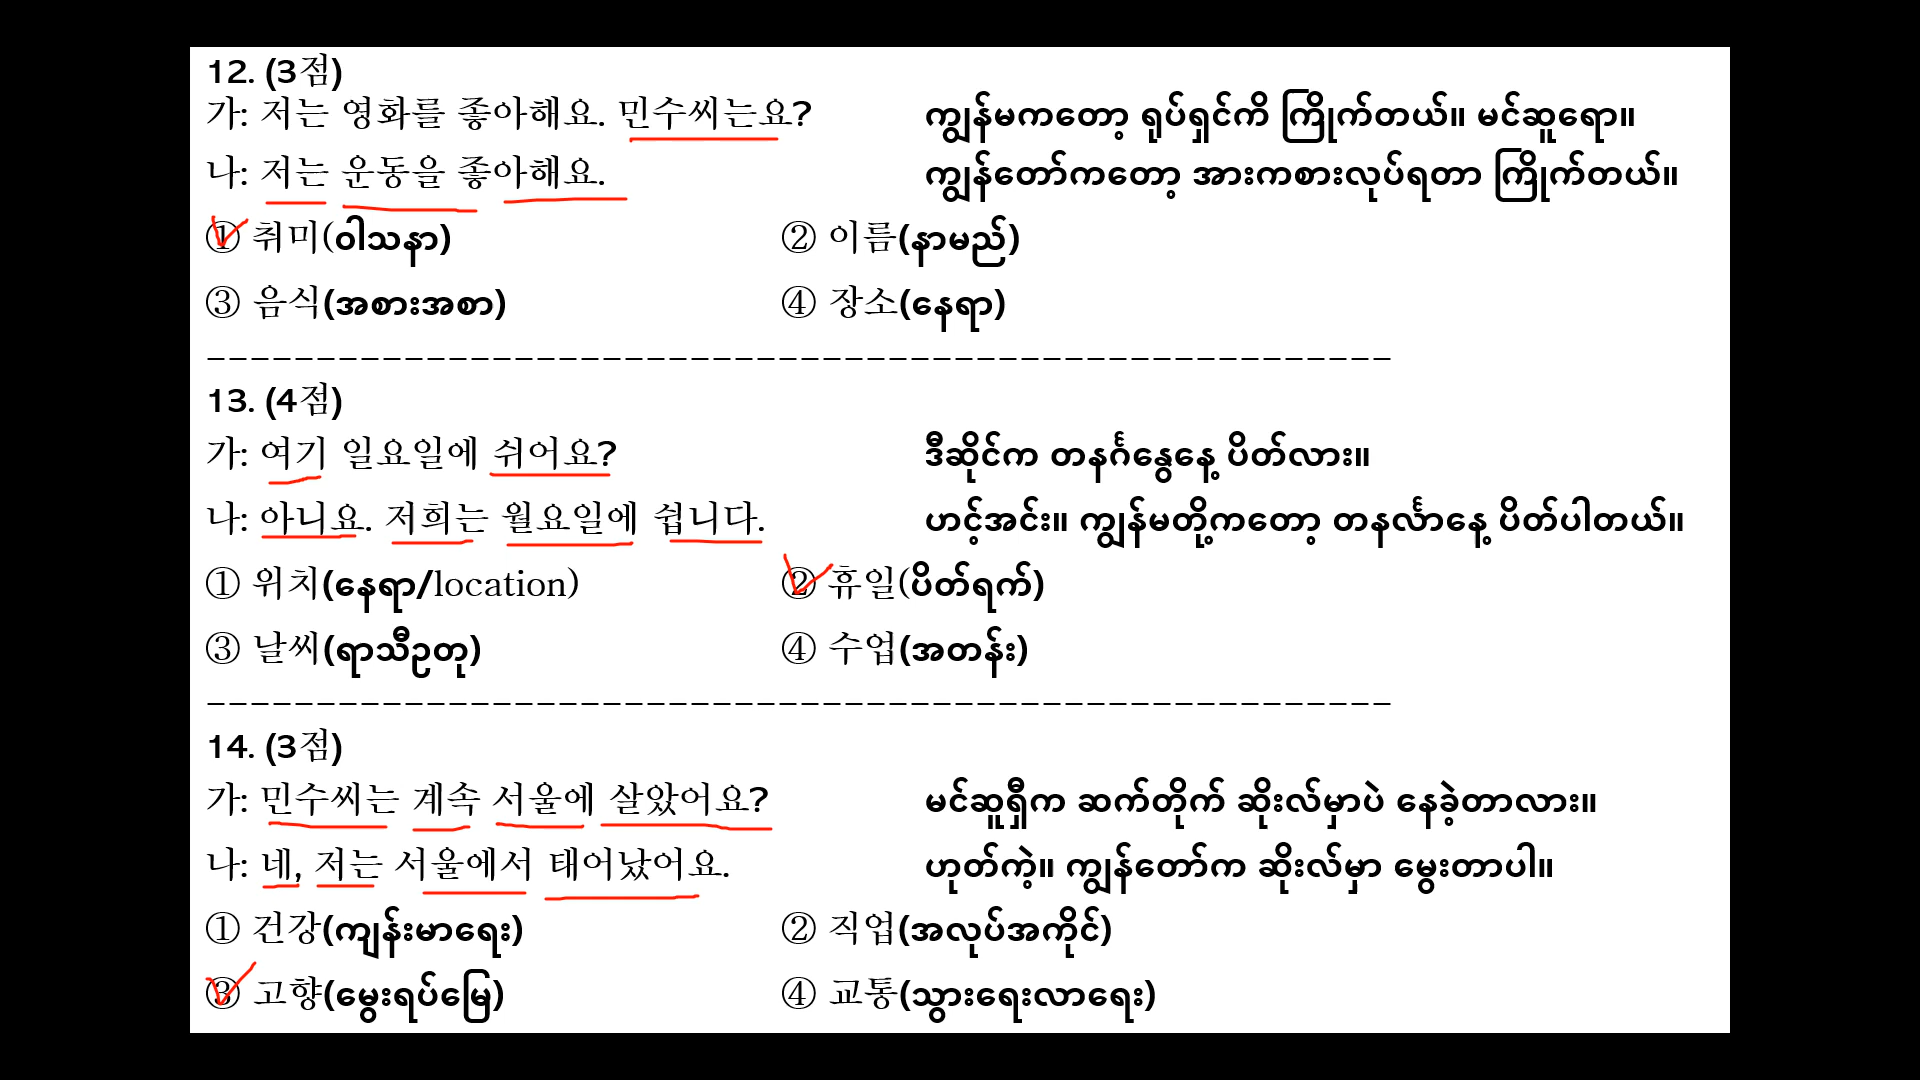 12. (3점)
가: 저는 영화를 좋아해요. 민수씨는요? ကျွန်မကတော့ ရုပ်ရှင်ကိ ကြိုက်တယ်။ မင်ဆူရော။
나: 저는 운동을 좋아해요. ကျွန်တော်ကတော့ အားကစားလုပ်ရတာ ကြိုက်တယ်။
① 취미(ဝါသနာ) ② 이름(နာမည်)
③ 음식(အစားအစာ) ④ 장소(နေရာ)
------------------------------------------------------
13. (4점)
가: 여기 일요일에 쉬어요? ဒီဆိုင်က တနင်္ဂနွေနေ့ ပိတ်လား။
나: 아니요. 저희는 월요일에 쉽니다. ဟင့်အင်း။ ကျွန်မတို့ကတော့ တနင်္လာနေ့ ပိတ်ပါတယ်။
① 위치(နေရာ/location) ② 휴일(ပိတ်ရက်)
③ 날씨(ရာသီဥတု) ④ 수업(အတန်း)
------------------------------------------------------
14. (3점)
가: 민수씨는 계속 서울에 살았어요? မင်ဆူရှီက ဆက်တိုက် ဆိုးလ်မှာပဲ နေခဲ့တာလား။
나: 네, 저는 서울에서 태어났어요. ဟုတ်ကဲ့။ ကျွန်တော်က ဆိုးလ်မှာ မွေးတာပါ။
① 건강(ကျန်းမာရေး) ② 직업(အလုပ်အကိုင်)
③ 고향(မွေးရပ်မြေ) ④ 교통(သွားရေးလာရေး)